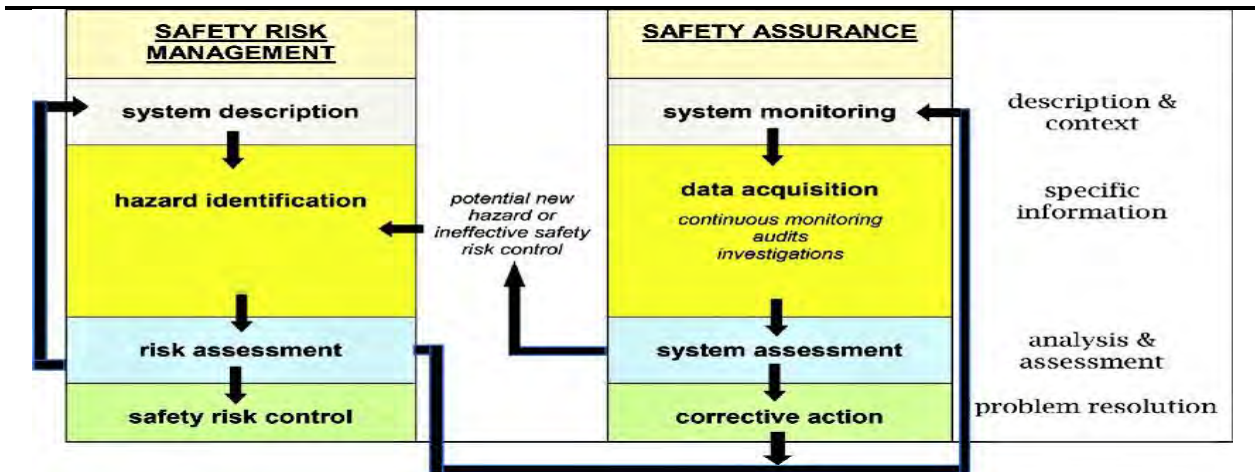 SAFETY RISK
MANAGEMENT
SAFETY ASSURANCE
system description
system monitoring
description &
context
hazard identification
potential new
hazard or
ineffective safety
risk control
data acquisition
continuous monitoring
audits
investigations
specific
information
risk assessment
system assessment
analysis &
assessment
safety risk control
corrective action
problem resolution